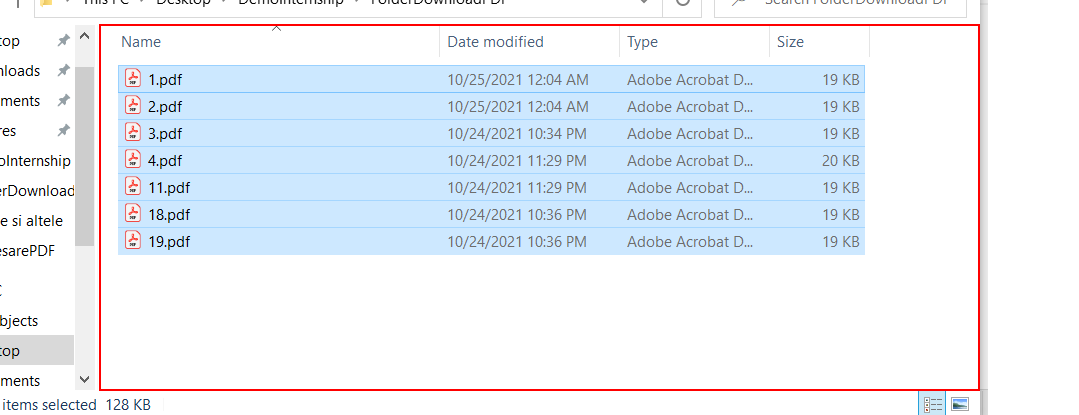 This PC > Desktop > DemoInternship > FolderDownloadPDF
Search FolderDownloadPDF
Name Date modified Type Size
1.pdf 10/25/2021 12:04 AM Adobe Acrobat D... 19 KB
2.pdf 10/25/2021 12:04 AM Adobe Acrobat D... 19 KB
3.pdf 10/24/2021 10:34 PM Adobe Acrobat D... 19 KB
4.pdf 10/24/2021 11:29 PM Adobe Acrobat D... 20 KB
11.pdf 10/24/2021 11:29 PM Adobe Acrobat D... 19 KB
18.pdf 10/24/2021 10:36 PM Adobe Acrobat D... 19 KB
19.pdf 10/24/2021 10:36 PM Adobe Acrobat D... 19 KB
top
nloads
ments
res
oInternship
erDownload
e si altele
esarePDF
bjects
top
ments
items selected 128 KB